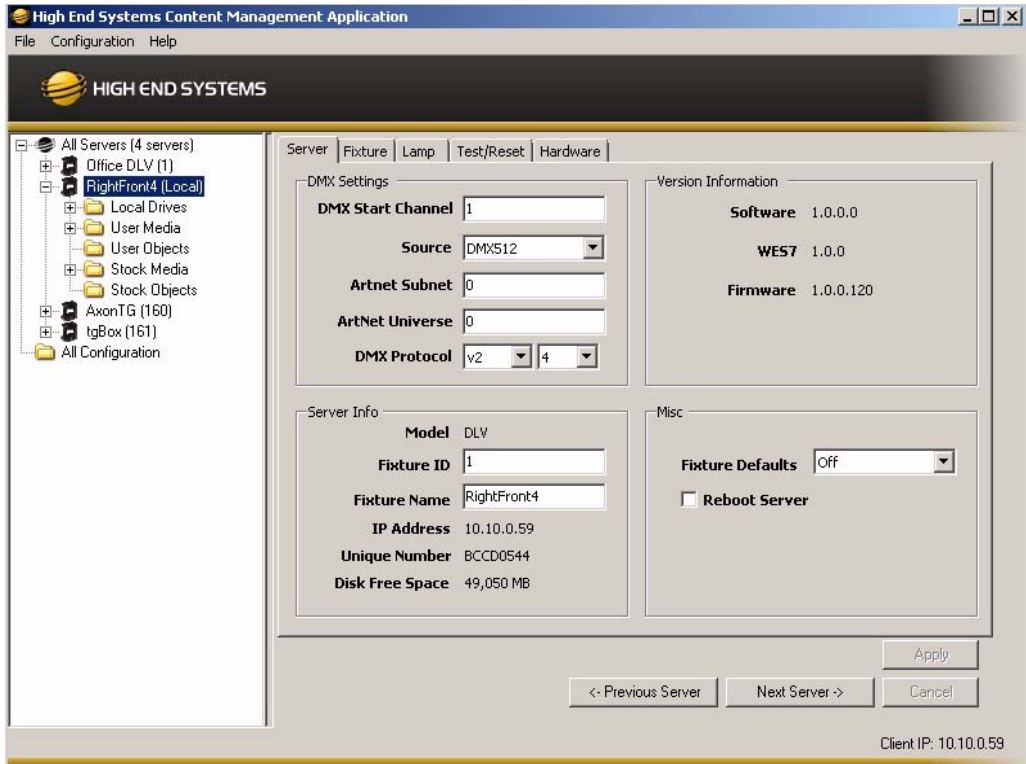 High End Systems Content Management Application
File Configuration Help
HIGH END SYSTEMS
All Servers (4 servers)
Office DLV (1)
RightFront4 (Local)
Local Drives
User Media
User Objects
Stock Media
Stock Objects
AxonTG (160)
tgBox (161)
All Configuration
Server Fixture Lamp Test/Reset Hardware
DMX Settings
DMX Start Channel 1
Source DMX512
Artnet Subnet 0
ArtNet Universe 0
DMX Protocol v2 4
Version Information
Software 1.0.0.0
WES7 1.0.0
Firmware 1.0.0.120
Server Info
Model DLV
Fixture ID 1
Fixture Name RightFront4
IP Address 10.10.0.59
Unique Number BCCD0544
Disk Free Space 49,050 MB
Misc
Fixture Defaults Off
Reboot Server
Apply
<- Previous Server Next Server -> Cancel
Client IP: 10.10.0.59